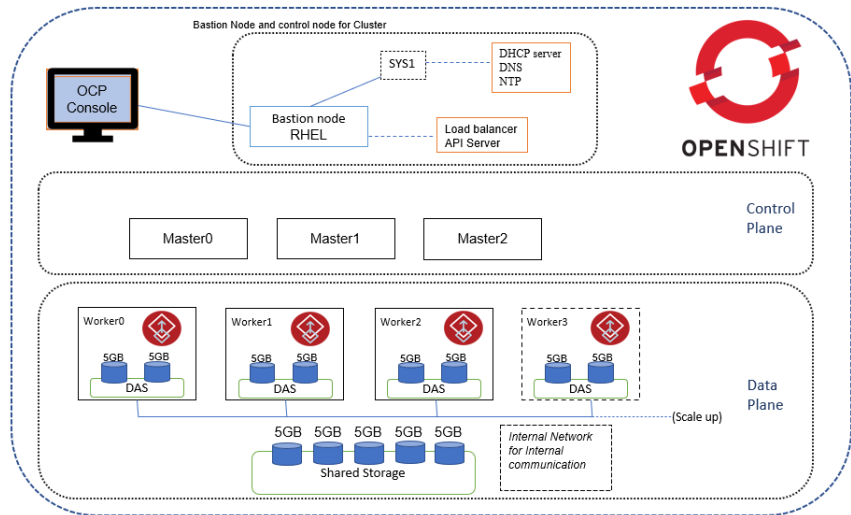 Bastion Node and control node for Cluster
OCP
Console
SYS1
DHCP server
DNS
NTP
Bastion node
RHEL
Load balancer
API Server
OPENSHIFT
Control
Plane
Master0
Master1
Master2
Worker0
5GB
5GB
DAS
Worker1
5GB
5GB
DAS
Worker2
5GB
5GB
DAS
Worker3
5GB
5GB
DAS
Data
Plane
(Scale up)
5GB
5GB
5GB
5GB
5GB
Shared Storage
Internal Network
for Internal
communication